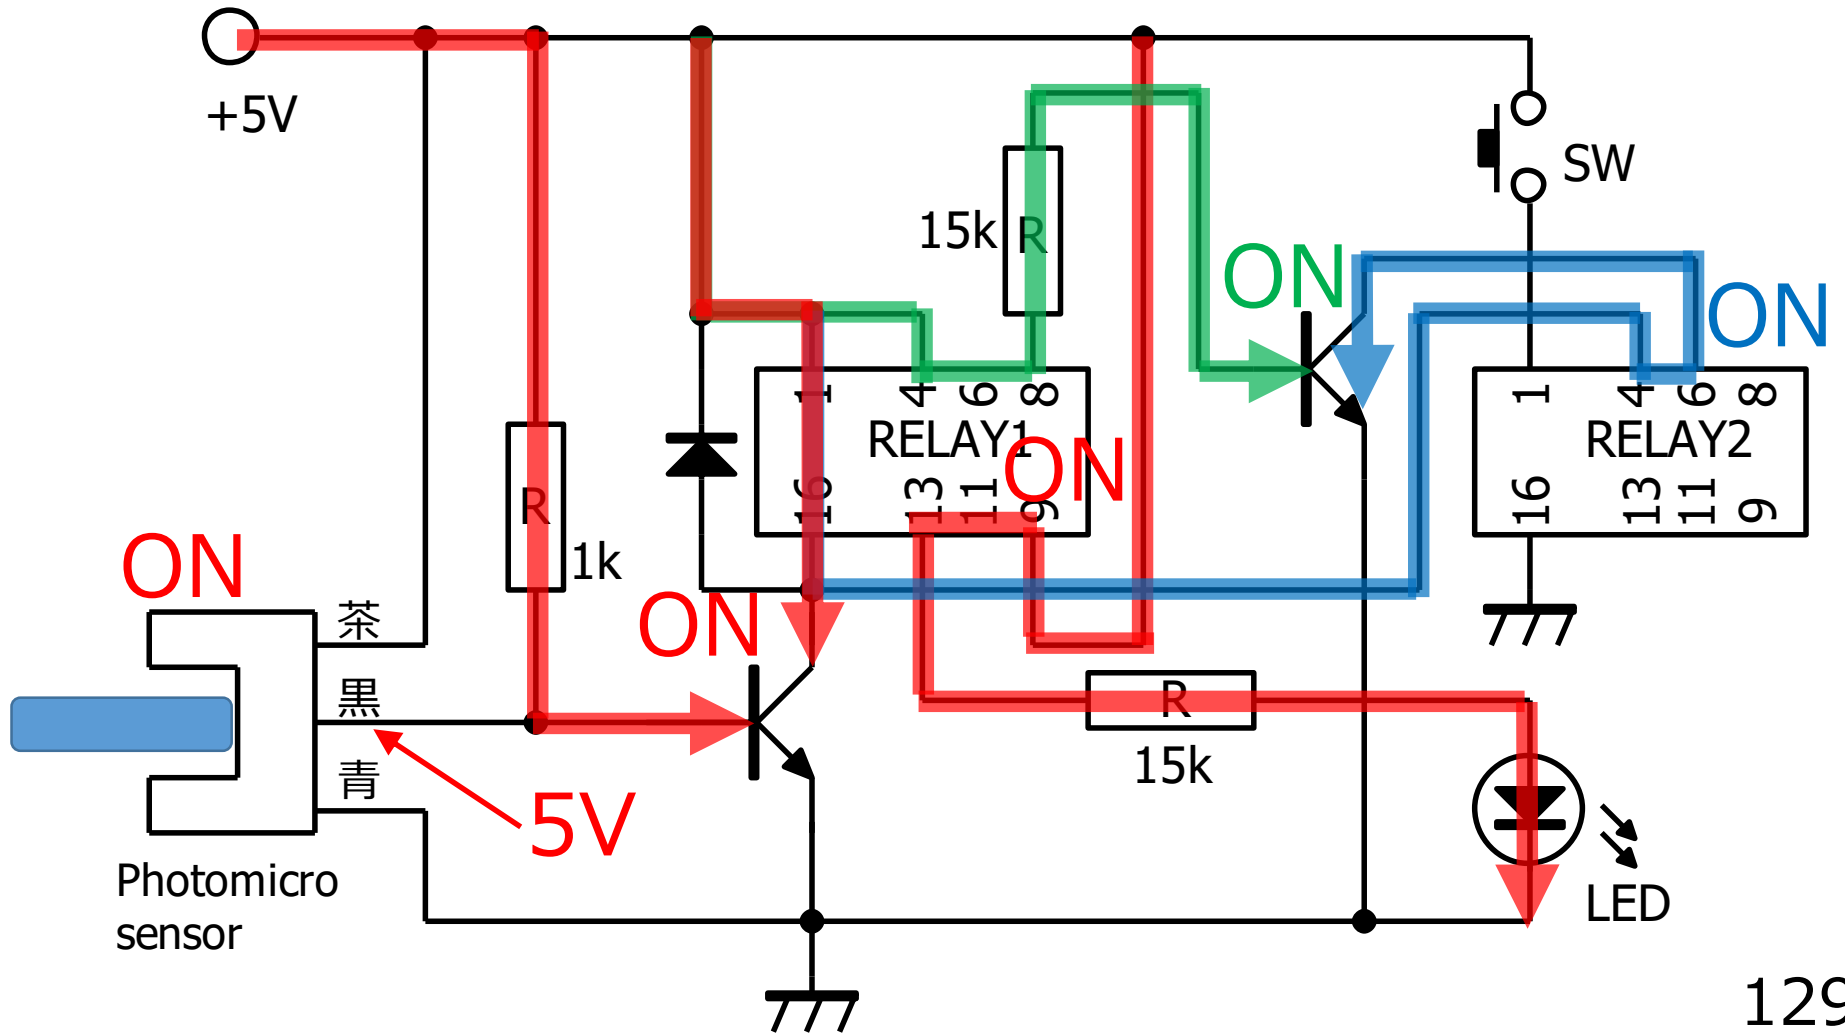 +5V
SW
15k
R
ON
ON
1
4
6
8
RELAY1
ON
16
13
11
9
1
4
6
8
RELAY2
16
13
11
9
R
1k
ON
茶
ON
黒
R
15k
青
5V
Photomicro
sensor
LED
129